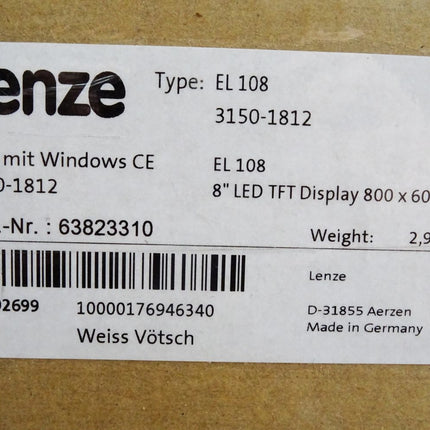 enze
Type: EL 108
3150-1812
mit Windows CE
0-1812
EL 108
8" LED TFT Display 800 x 60
.-Nr. : 63823310
Weight: 2,9
Lenze
02699
10000176946340
D-31855 Aerzen
Made in Germany
Weiss Vötsch